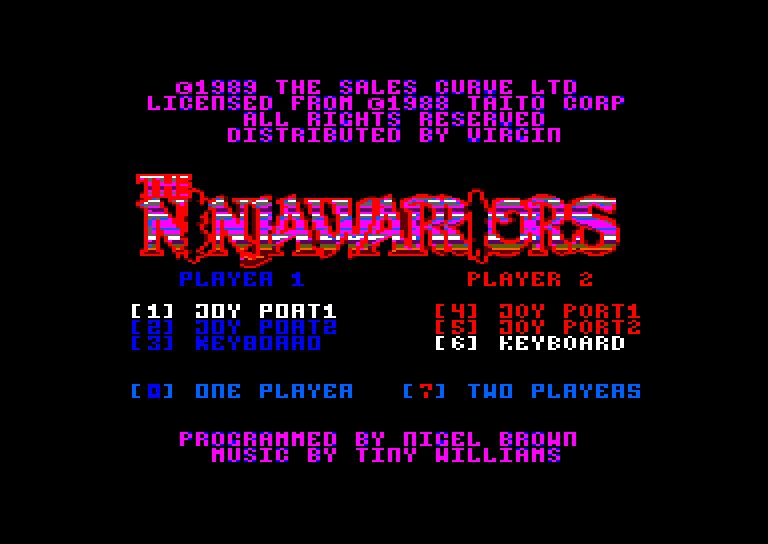 ©1989 THE SALES CURVE LTD
LICENSED FROM ©1988 TAITO CORP
ALL RIGHTS RESERVED
DISTRIBUTED BY VIRGIN
THE
NINJA WARRIORS
PLAYER 1 PLAYER 2
[1] JOY PORT1 [4] JOY PORT1
[2] JOY PORT2 [5] JOY PORT2
[3] KEYBOARD [6] KEYBOARD
[0] ONE PLAYER [7] TWO PLAYERS
PROGRAMMED BY NIGEL BROWN
MUSIC BY TINY WILLIAMS